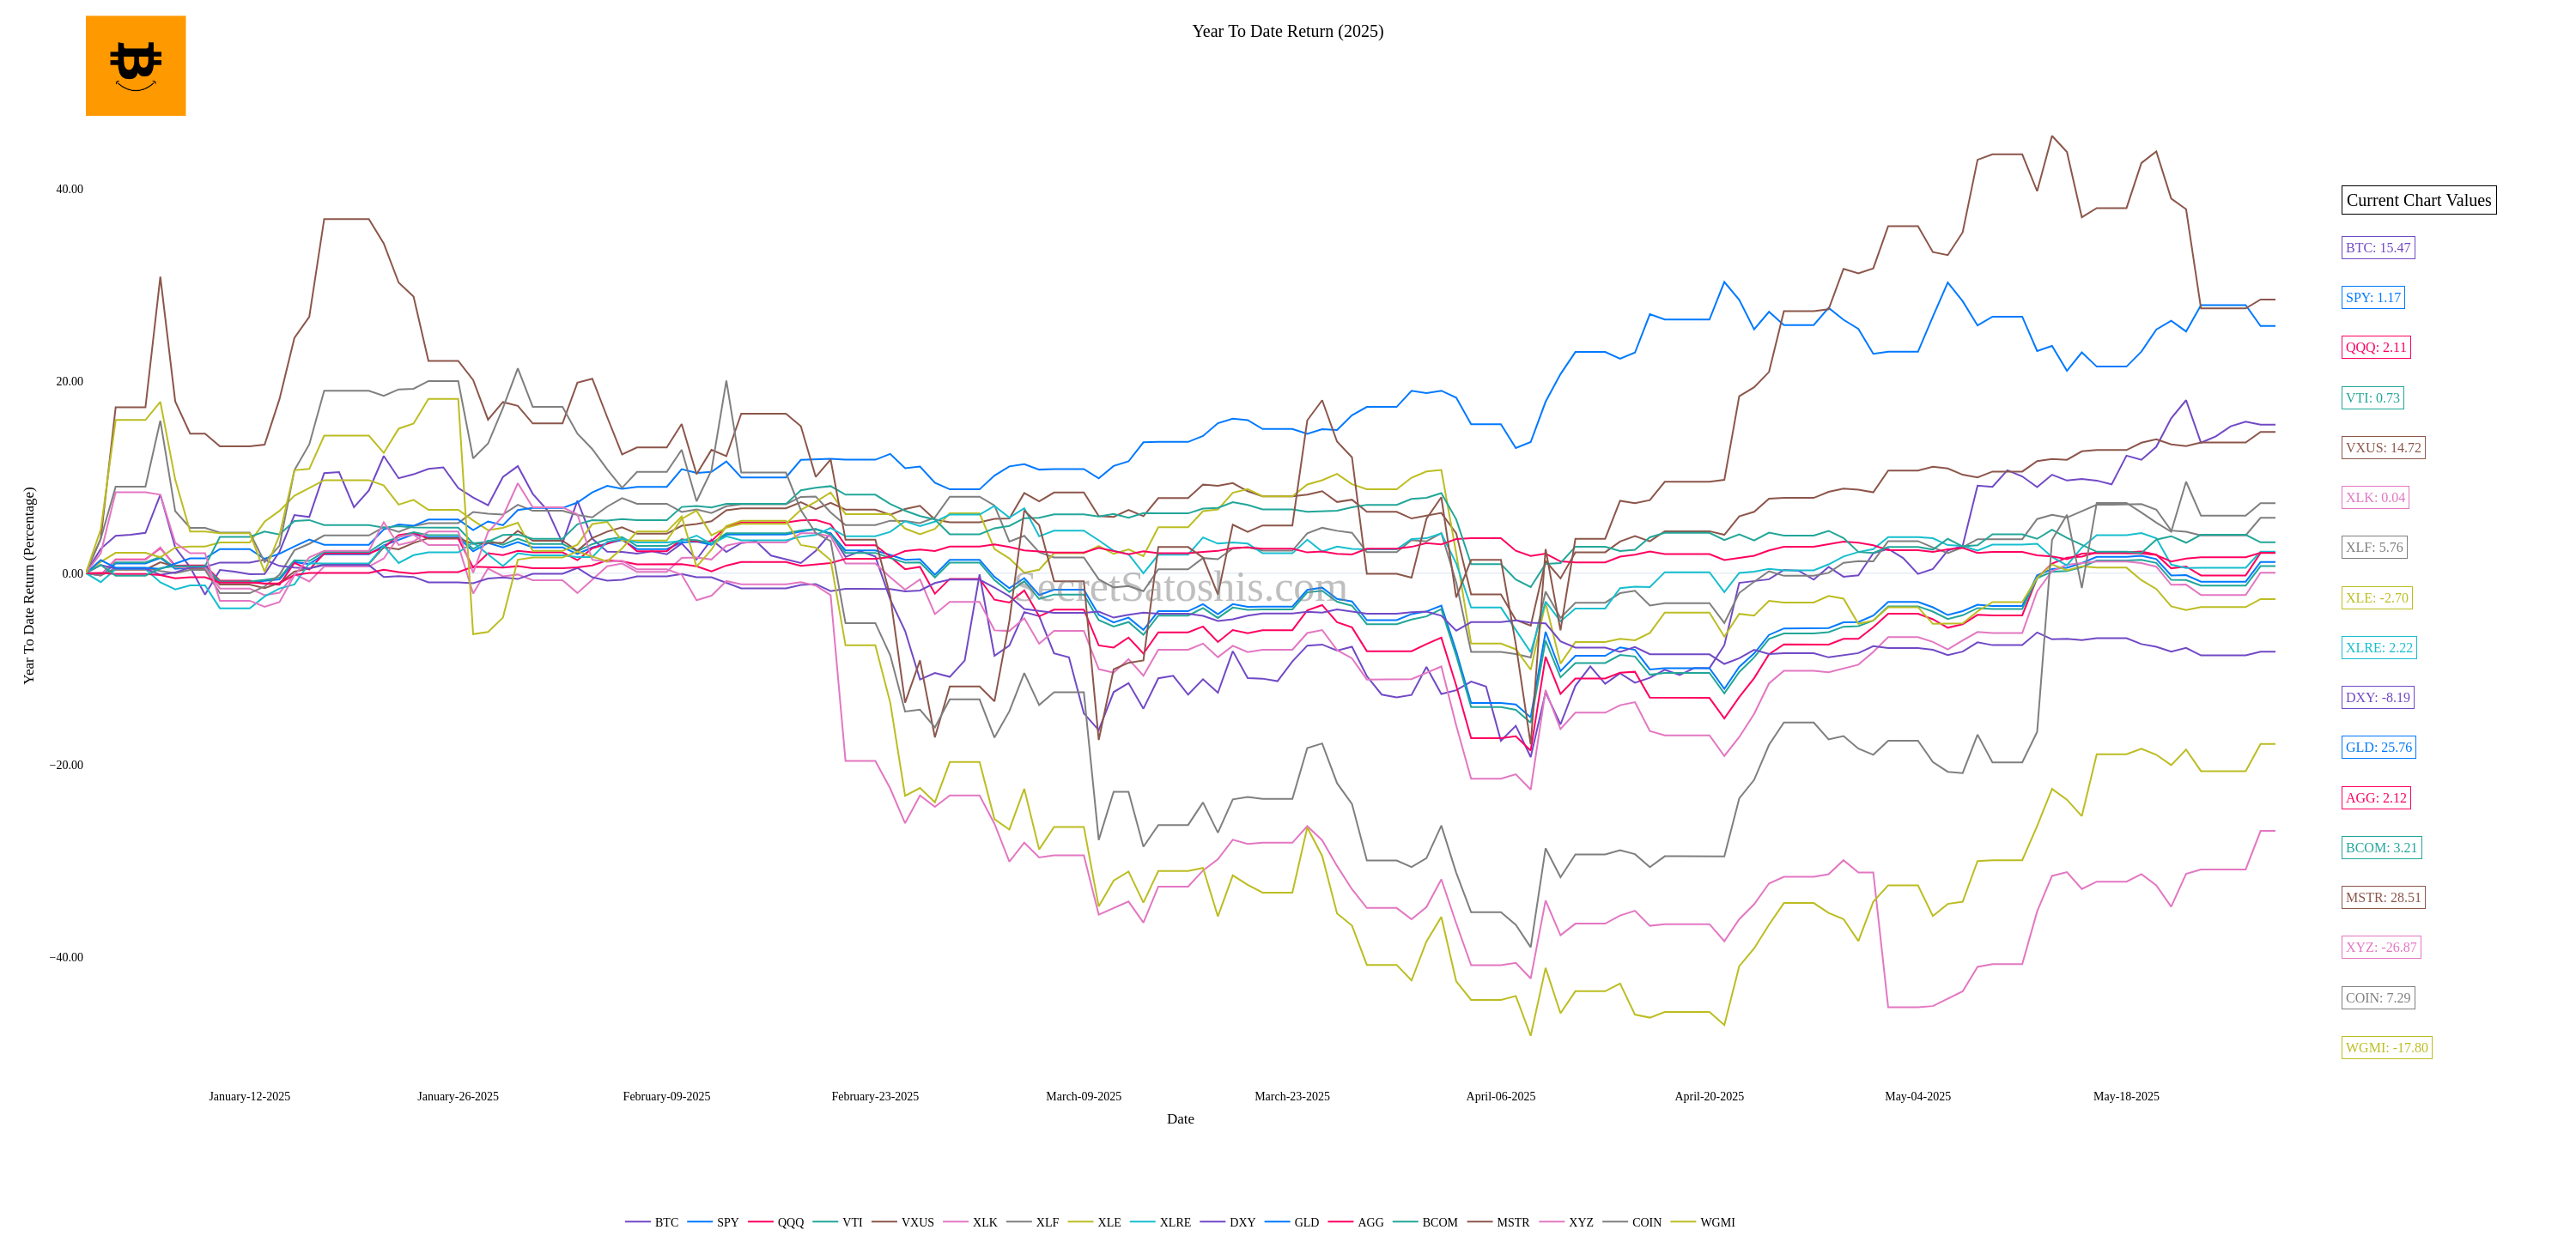 Year To Date Return (2025)
Current Chart Values
BTC: 15.47
SPY: 1.17
QQQ: 2.11
VTI: 0.73
VXUS: 14.72
XLK: 0.04
XLF: 5.76
XLE: -2.70
XLRE: 2.22
DXY: -8.19
GLD: 25.76
AGG: 2.12
BCOM: 3.21
MSTR: 28.51
XYZ: -26.87
COIN: 7.29
WGMI: -17.80
Year To Date Return (Percentage)
40.00
20.00
0.00
−20.00
−40.00
SecretSatoshis.com
January-12-2025 January-26-2025 February-09-2025 February-23-2025 March-09-2025 March-23-2025 April-06-2025 April-20-2025 May-04-2025 May-18-2025
Date
BTC SPY QQQ VTI VXUS XLK XLF XLE XLRE DXY GLD AGG BCOM MSTR XYZ COIN WGMI